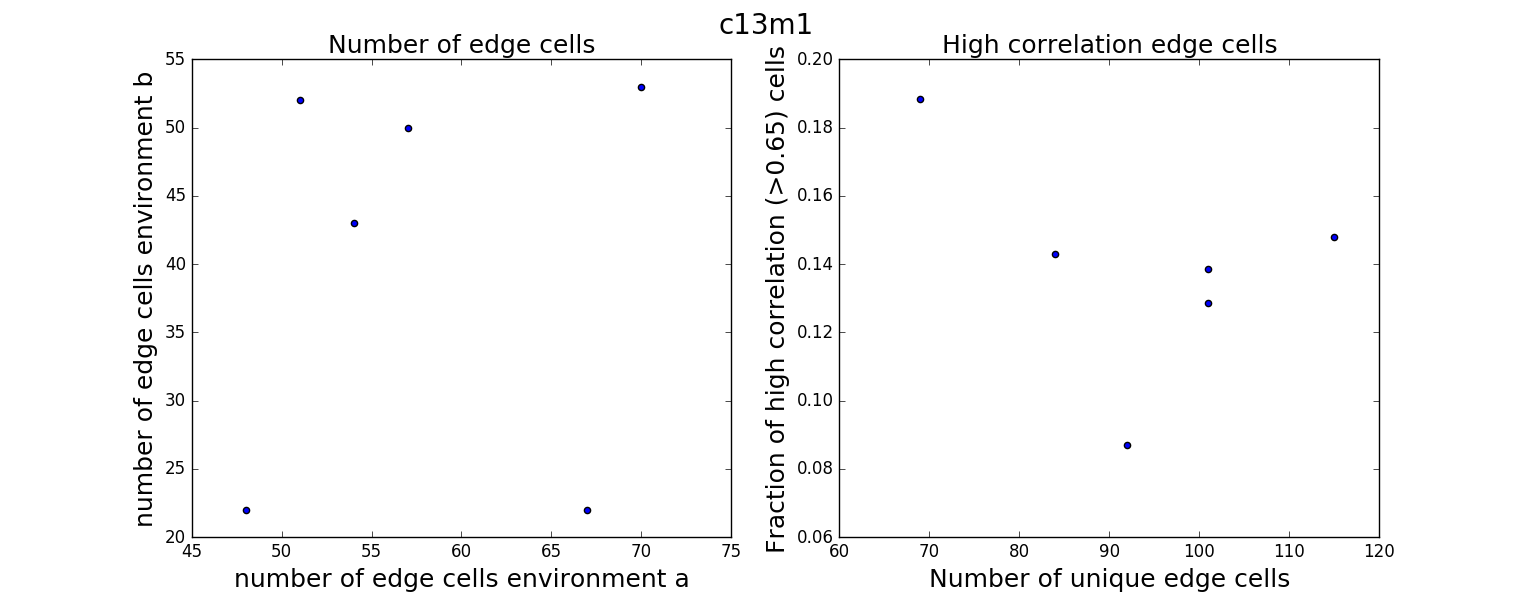 c13m1
Number of edge cells
number of edge cells environment b
55
50
45
40
35
30
25
20
45 50 55 60 65 70 75
number of edge cells environment a
High correlation edge cells
Fraction of high correlation (>0.65) cells
0.20
0.18
0.16
0.14
0.12
0.10
0.08
0.06
60 70 80 90 100 110 120
Number of unique edge cells